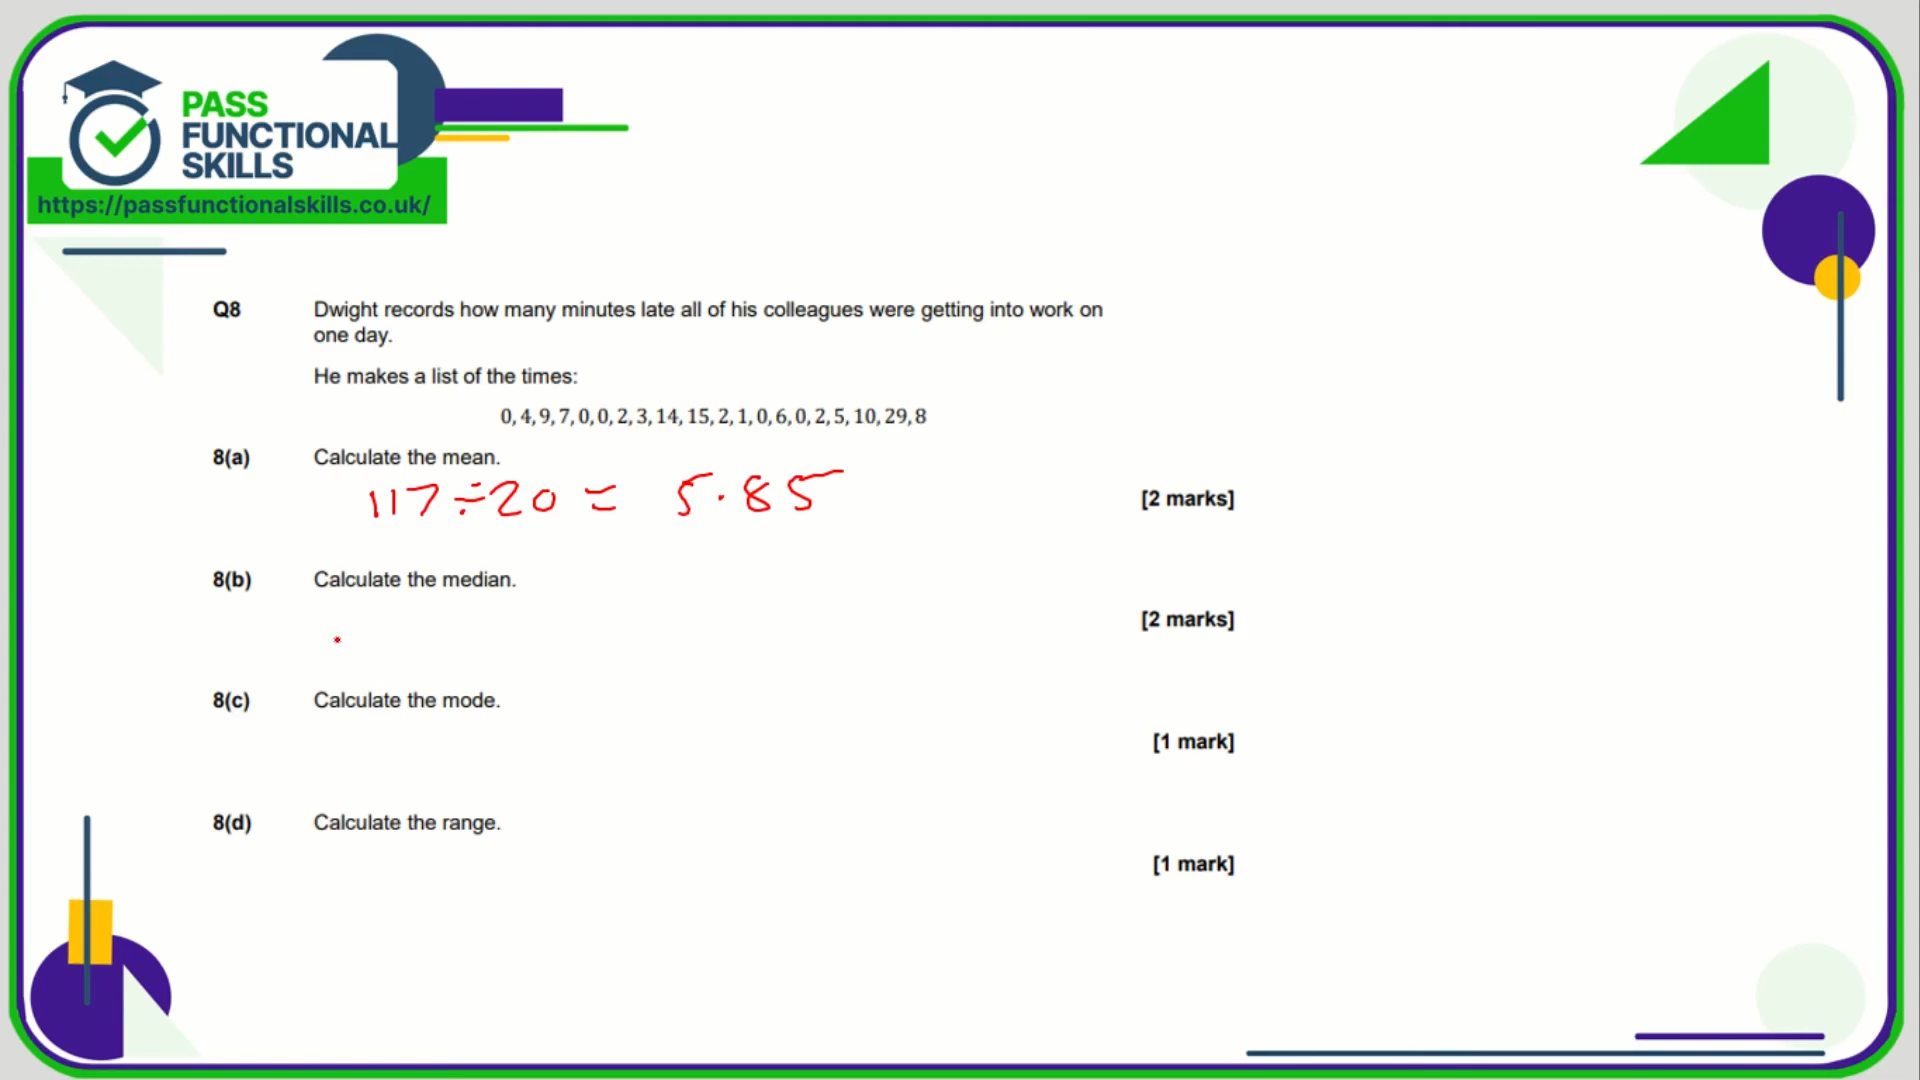 PASS
FUNCTIONAL
SKILLS
https://passfunctionalskills.co.uk/
Q8 Dwight records how many minutes late all of his colleagues were getting into work on
one day.
He makes a list of the times:
0, 4, 9, 7, 0, 0, 2, 3, 14, 15, 2, 1, 0, 6, 0, 2, 5, 10, 29, 8
8(a) Calculate the mean.
117 ÷ 20 = 5.85
[2 marks]
8(b) Calculate the median.
[2 marks]
8(c) Calculate the mode.
[1 mark]
8(d) Calculate the range.
[1 mark]